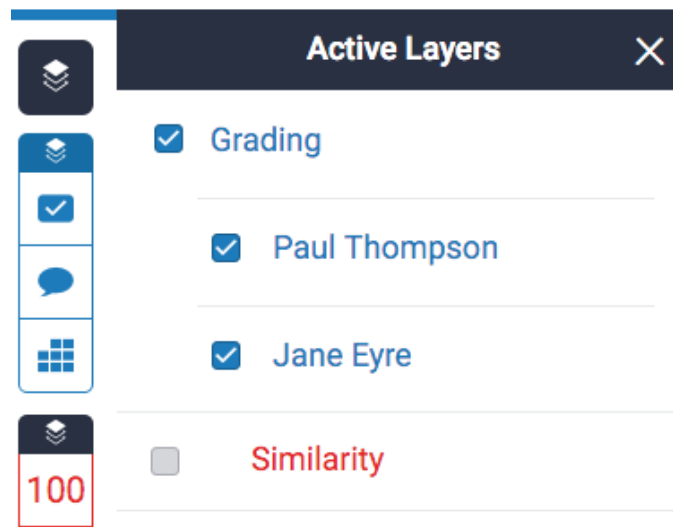 Active Layers
Grading
Paul Thompson
Jane Eyre
Similarity
100